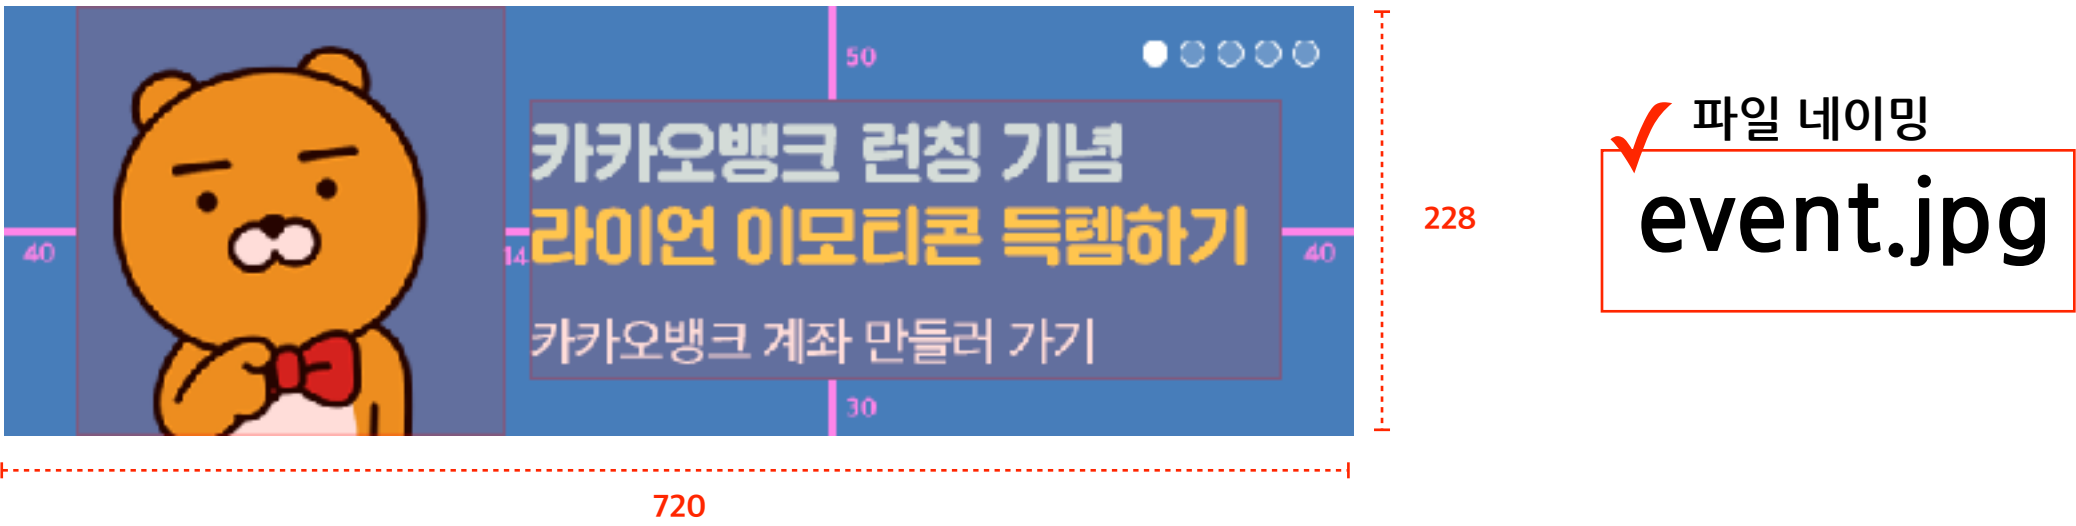 50
카카오뱅크 런칭 기념
라이언 이모티콘 득템하기
40
14
40
카카오뱅크 계좌 만들러 가기
30
720
228
파일 네이밍
event.jpg